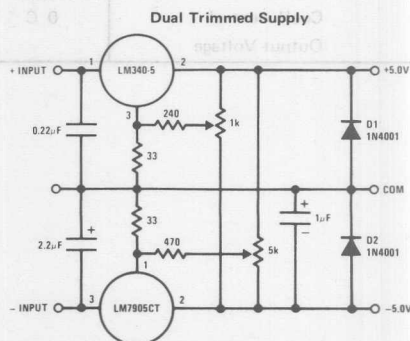 Dual Trimmed Supply
+ INPUT
1
LM340-5
2
+5.0V
3
240
1k
0.22μF
33
D1
1N4001
COM
33
+
1μF
−
2.2μF
+
470
5k
1
D2
1N4001
− INPUT
3
LM7905CT
2
−5.0V